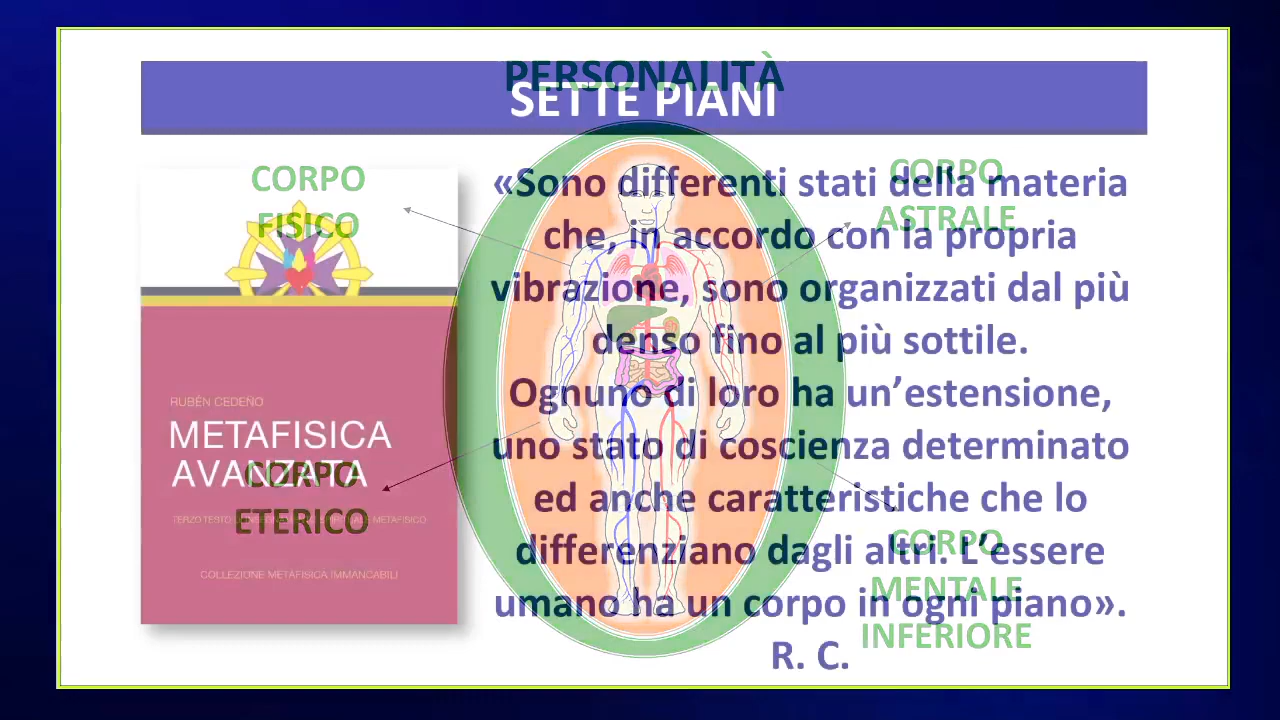 PERSONALITÀ
SETTE PIANI
CORPO
FISICO
CORPO
ASTRALE
«Sono differenti stati della materia
che, in accordo con la propria
vibrazione, sono organizzati dal più
denso fino al più sottile.
Ognuno di loro ha un’estensione,
uno stato di coscienza determinato
ed anche caratteristiche che lo
differenziano dagli altri. L’essere
umano ha un corpo in ogni piano».
R. C.
RUBÉN CEDEÑO
METAFISICA
AVANZATA
CORPO
ETERICO
TERZO TESTO METAFISICO
COLLEZIONE METAFISICA IMMANCABILI
CORPO
MENTALE
INFERIORE